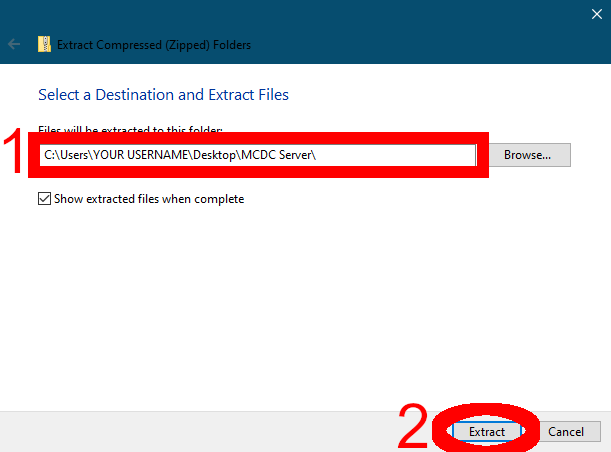 Extract Compressed (Zipped) Folders
Select a Destination and Extract Files
Files will be extracted to this folder:
1
C:\Users\YOUR USERNAME\Desktop\MCDC Server\
Browse...
Show extracted files when complete
2
Extract
Cancel